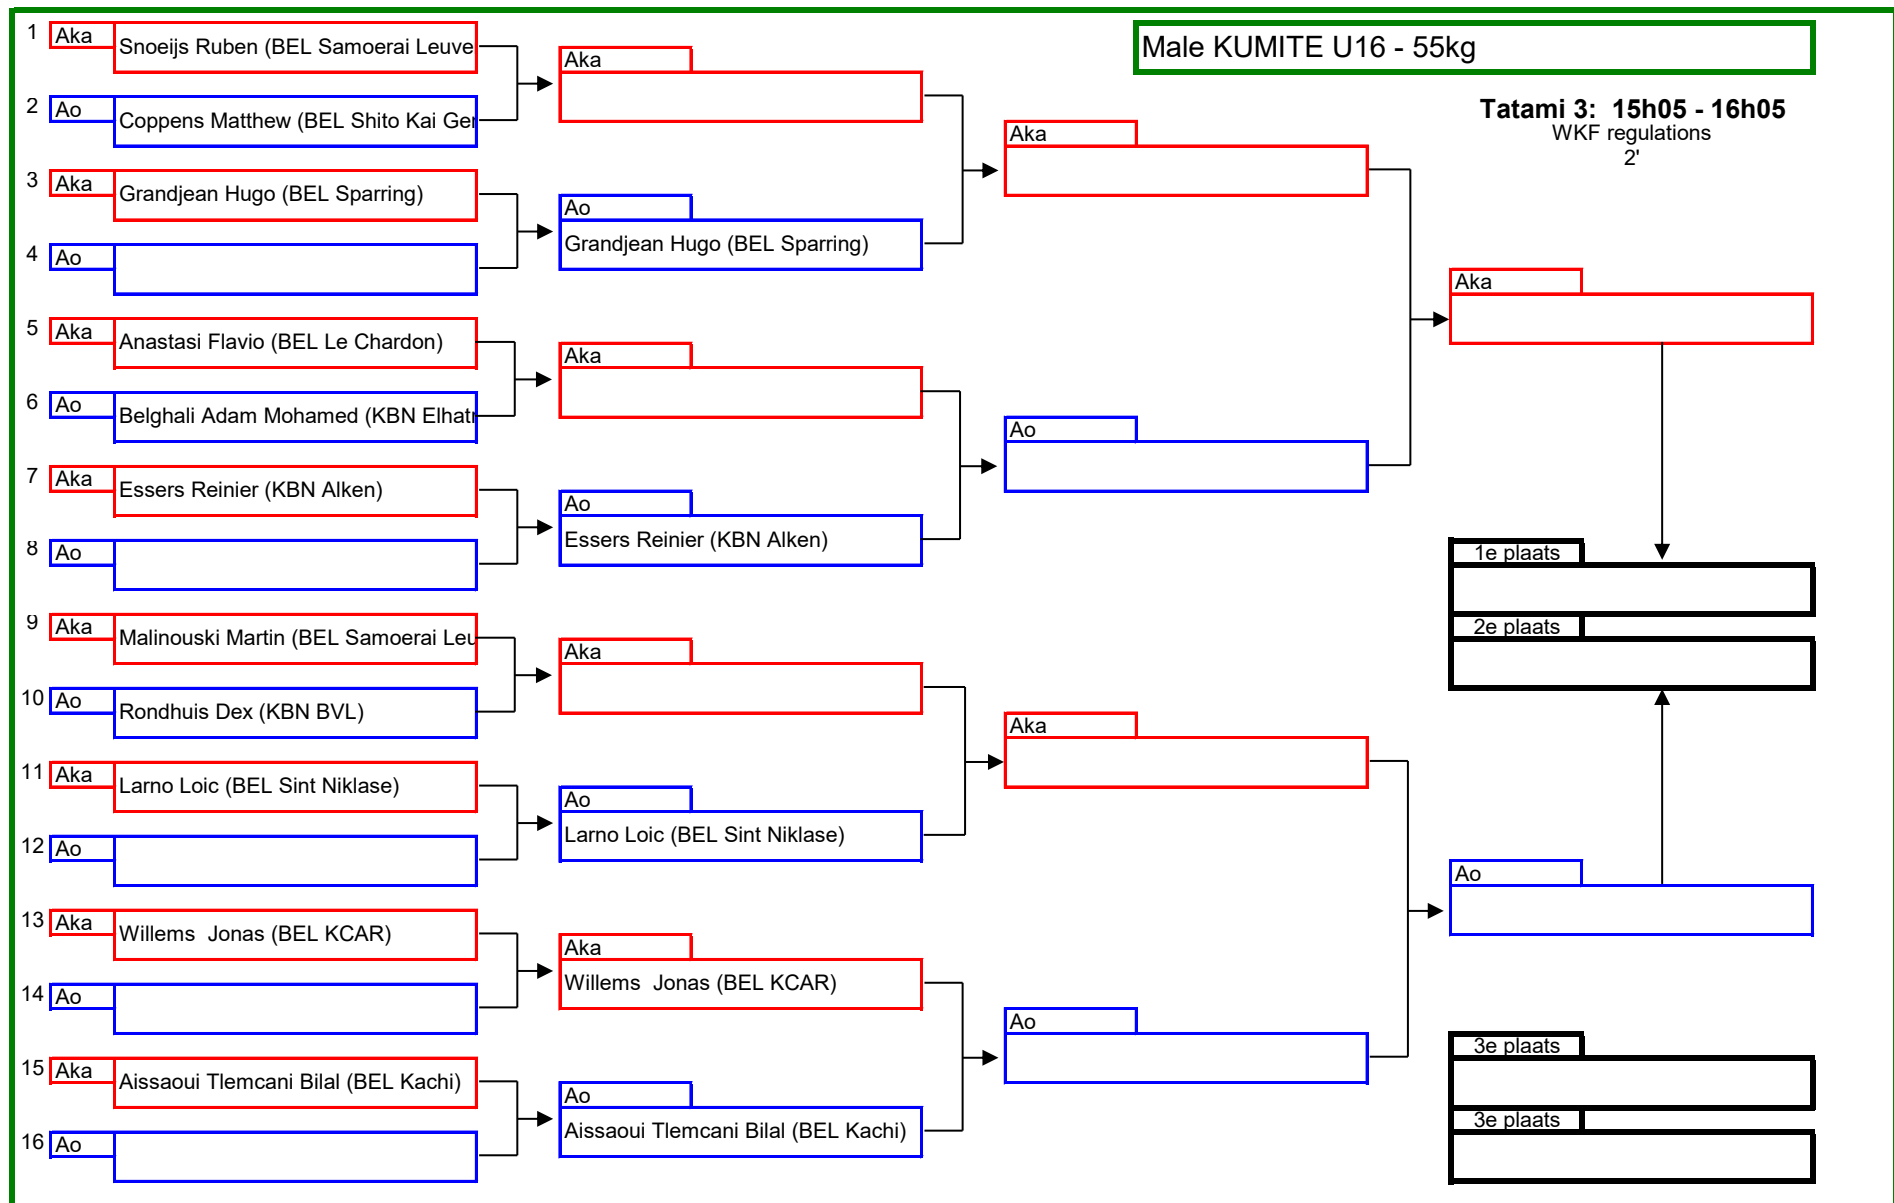 Male KUMITE U16 - 55kg
Tatami 3:  15h05 - 16h05
WKF regulations
2'
1 Aka
Snoeijs Ruben (BEL Samoerai Leuve
2 Ao
Coppens Matthew (BEL Shito Kai Ger
3 Aka
Grandjean Hugo (BEL Sparring)
4 Ao
5 Aka
Anastasi Flavio (BEL Le Chardon)
6 Ao
Belghali Adam Mohamed (KBN Elhatr
7 Aka
Essers Reinier (KBN Alken)
8 Ao
9 Aka
Malinouski Martin (BEL Samoerai Leu
10 Ao
Rondhuis Dex (KBN BVL)
11 Aka
Larno Loic (BEL Sint Niklase)
12 Ao
13 Aka
Willems  Jonas (BEL KCAR)
14 Ao
15 Aka
Aissaoui Tlemcani Bilal (BEL Kachi)
16 Ao
Aka
Ao
Grandjean Hugo (BEL Sparring)
Aka
Ao
Essers Reinier (KBN Alken)
Aka
Ao
Larno Loic (BEL Sint Niklase)
Aka
Willems  Jonas (BEL KCAR)
Ao
Aissaoui Tlemcani Bilal (BEL Kachi)
Aka
Ao
Aka
Ao
Aka
1e plaats
2e plaats
Ao
3e plaats
3e plaats